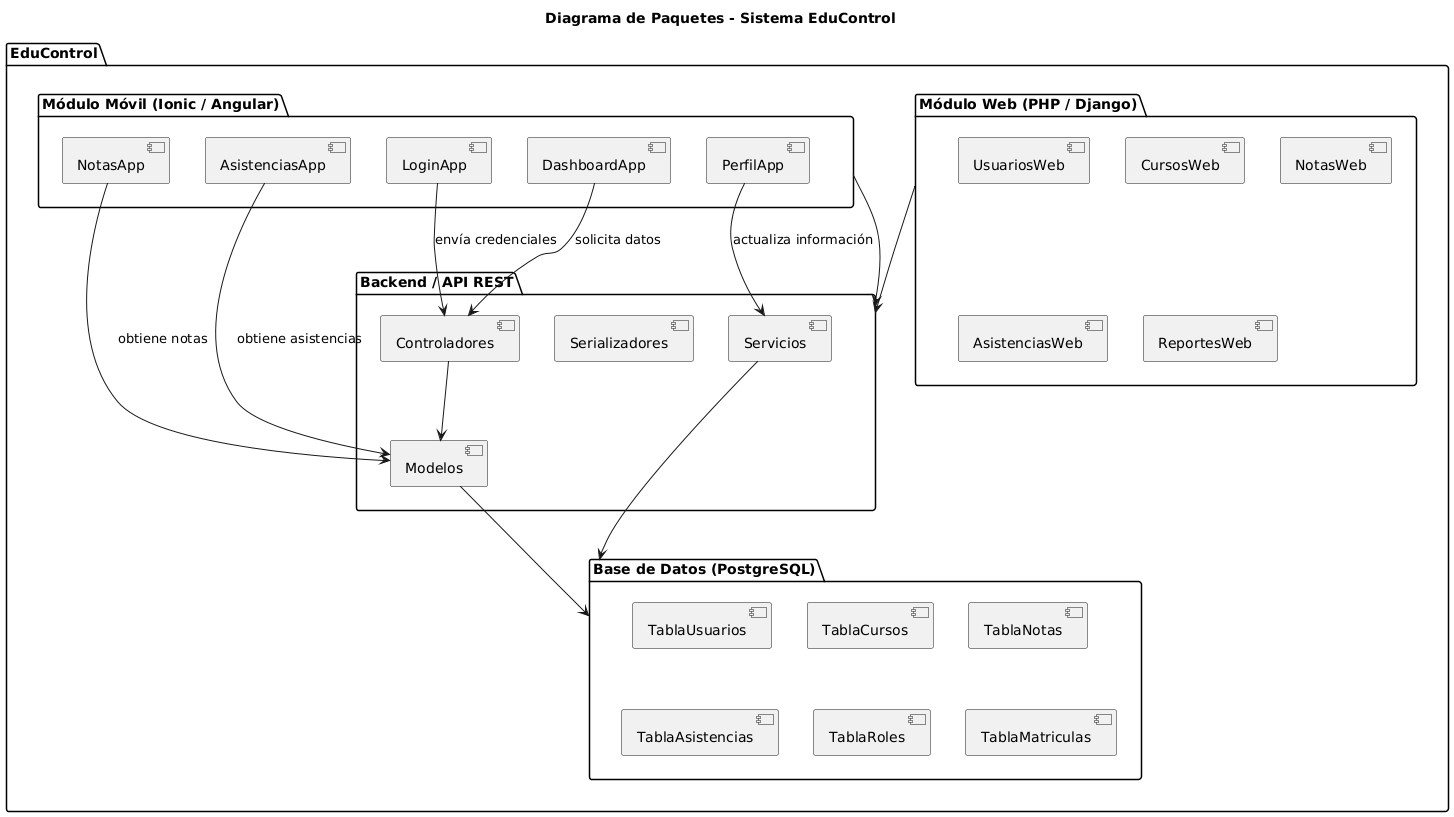 Diagrama de Paquetes - Sistema EduControl
EduControl
Módulo Móvil (Ionic / Angular)
NotasApp
AsistenciasApp
LoginApp
DashboardApp
PerfilApp
Módulo Web (PHP / Django)
UsuariosWeb
CursosWeb
NotasWeb
AsistenciasWeb
ReportesWeb
envía credenciales
solicita datos
actualiza información
obtiene notas
obtiene asistencias
Backend / API REST
Controladores
Serializadores
Servicios
Modelos
Base de Datos (PostgreSQL)
TablaUsuarios
TablaCursos
TablaNotas
TablaAsistencias
TablaRoles
TablaMatriculas